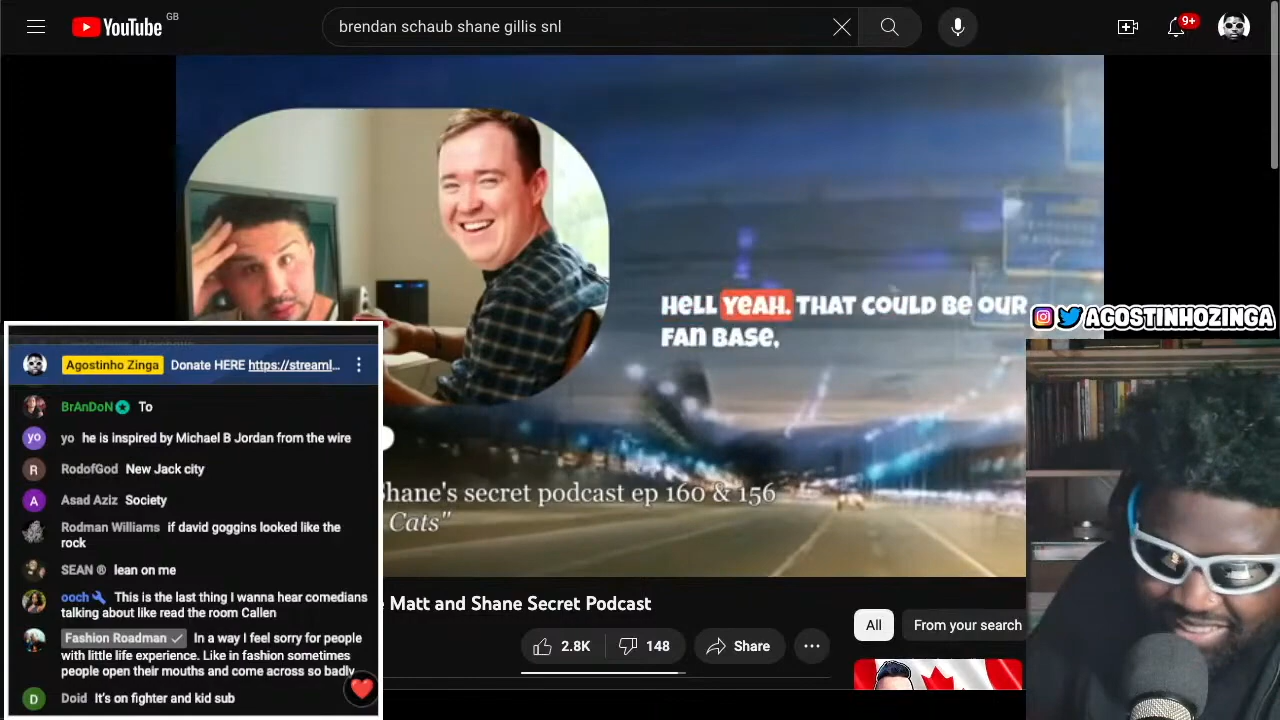 YouTube GB
brendan schaub shane gillis snl
9+
HELL YEAH. THAT COULD BE OUR
FAN BASE,
AGOSTINHOZINGA
Agostinho Zinga Donate HERE https://streaml...
BrAnDoN To
yo yo he is inspired by Michael B Jordan from the wire
R RodofGod New Jack city
A Asad Aziz Society
Rodman Williams if david goggins looked like the
rock
SEAN ® lean on me
ooch This is the last thing I wanna hear comedians
talking about like read the room Callen
Fashion Roadman In a way I feel sorry for people
with little life experience. Like in fashion sometimes
people open their mouths and come across so badly
D Doid It's on fighter and kid sub
Shane's secret podcast ep 160 & 156
Cats"
Matt and Shane Secret Podcast
2.8K 148 Share
All From your search